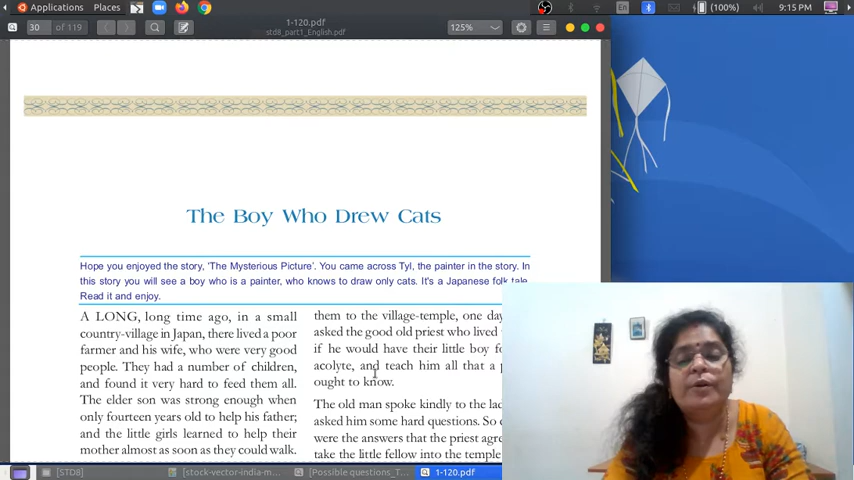 Applications Places En (100%) 9:15 PM
30 of 119 1-120.pdf 125%
std8_part1_English.pdf
The Boy Who Drew Cats
Hope you enjoyed the story, 'The Mysterious Picture'. You came across Tyl, the painter in the story. In
this story you will see a boy who is a painter, who knows to draw only cats. It's a Japanese folk tale.
Read it and enjoy.
A LONG, long time ago, in a small
country-village in Japan, there lived a poor
farmer and his wife, who were very good
people. They had a number of children,
and found it very hard to feed them all.
The elder son was strong enough when
only fourteen years old to help his father;
and the little girls learned to help their
mother almost as soon as they could walk.
them to the village-temple, one day
asked the good old priest who lived
if he would have their little boy
acolyte, and teach him all that a
ought to know.
The old man spoke kindly to the
asked him some hard questions. So
were the answers that the priest
take the little fellow into the temple
[STD8] [stock-vector-india-m... [Possible questions_T... 1-120.pdf